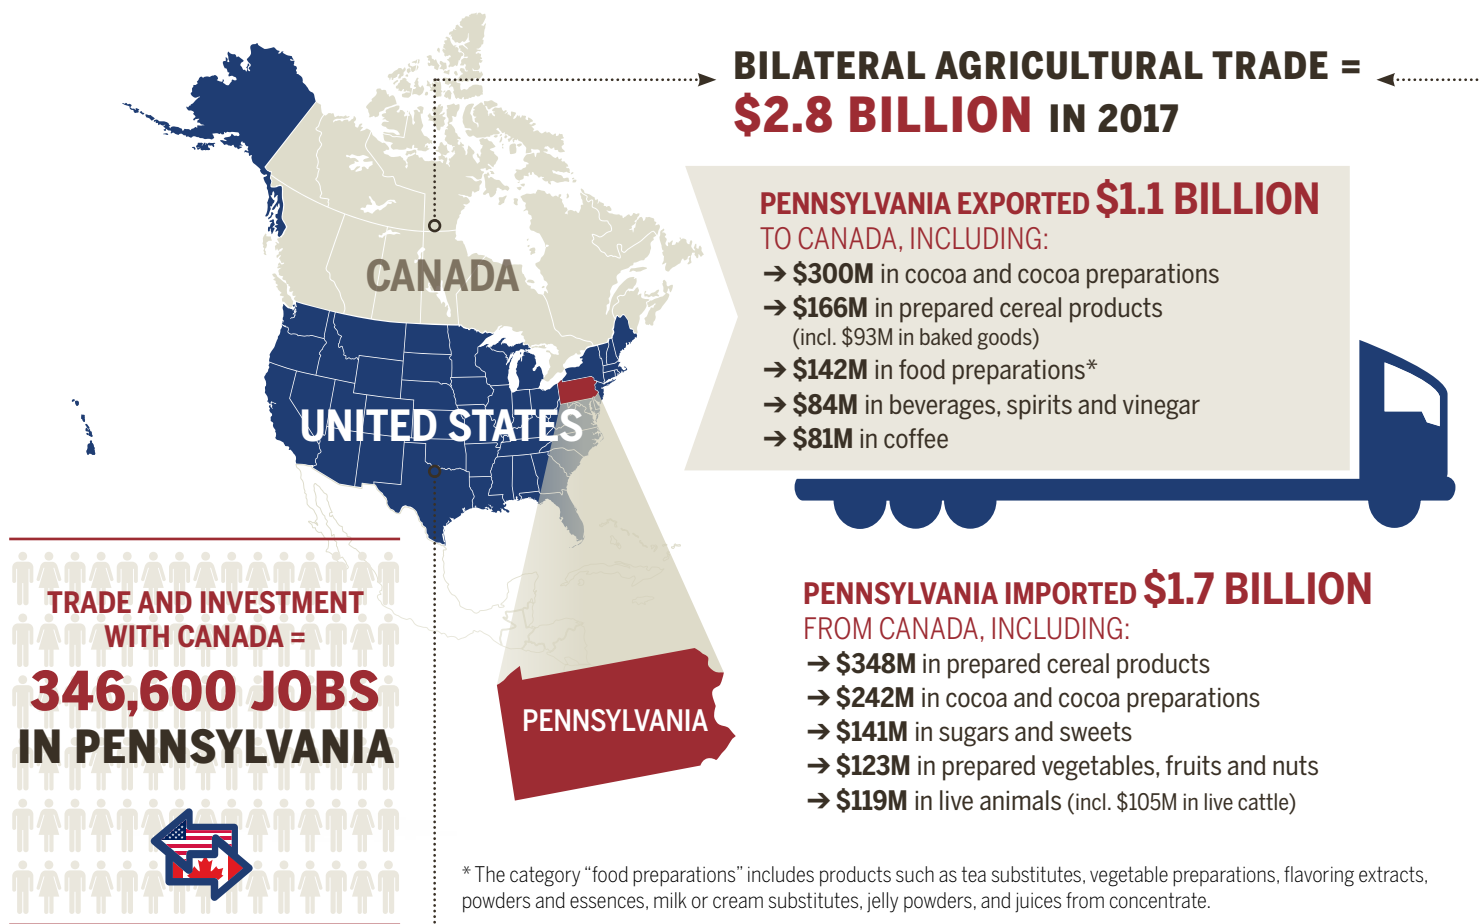 BILATERAL AGRICULTURAL TRADE =
$2.8 BILLION IN 2017
PENNSYLVANIA EXPORTED $1.1 BILLION
TO CANADA, INCLUDING:
➔ $300M in cocoa and cocoa preparations
➔ $166M in prepared cereal products
(incl. $93M in baked goods)
➔ $142M in food preparations*
➔ $84M in beverages, spirits and vinegar
➔ $81M in coffee
CANADA
UNITED STATES
PENNSYLVANIA
TRADE AND INVESTMENT
WITH CANADA =
346,600 JOBS
IN PENNSYLVANIA
PENNSYLVANIA IMPORTED $1.7 BILLION
FROM CANADA, INCLUDING:
➔ $348M in prepared cereal products
➔ $242M in cocoa and cocoa preparations
➔ $141M in sugars and sweets
➔ $123M in prepared vegetables, fruits and nuts
➔ $119M in live animals (incl. $105M in live cattle)
* The category “food preparations” includes products such as tea substitutes, vegetable preparations, flavoring extracts,
powders and essences, milk or cream substitutes, jelly powders, and juices from concentrate.